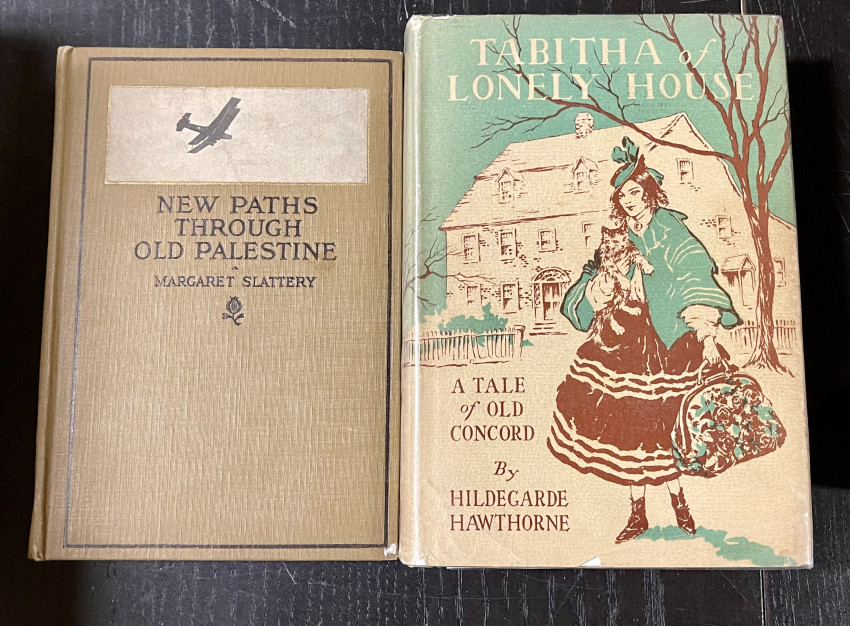 NEW PATHS
THROUGH
OLD PALESTINE
MARGARET SLATTERY
TABITHA of
LONELY HOUSE
A TALE
of OLD
CONCORD
By
HILDEGARDE
HAWTHORNE